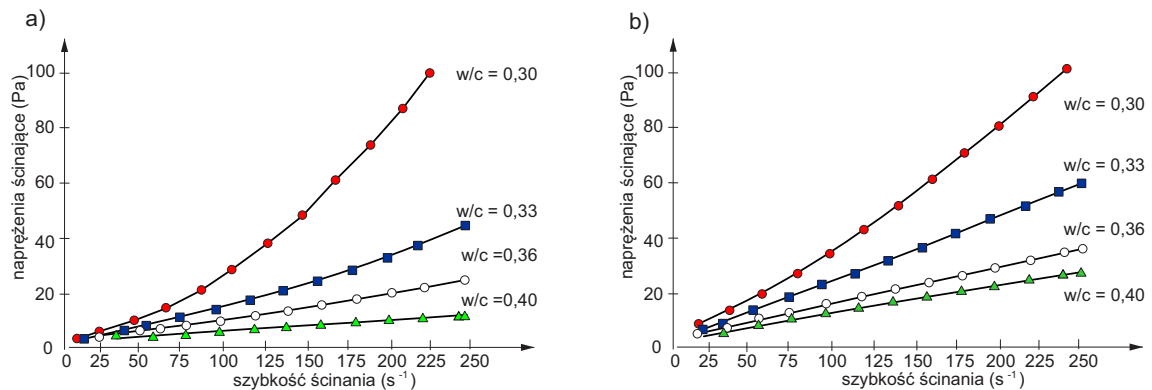 a)
naprężenia ścinające (Pa)
100
80
60
40
20
0
0 25 50 75 100 125 150 175 200 225 250
szybkość ścinania (s⁻¹)
w/c = 0,30
w/c = 0,33
w/c =0,36
w/c = 0,40
b)
naprężenia ścinające (Pa)
100
80
60
40
20
0
0 25 50 75 100 125 150 175 200 225 250
szybkość ścinania (s⁻¹)
w/c = 0,30
w/c = 0,33
w/c = 0,36
w/c = 0,40